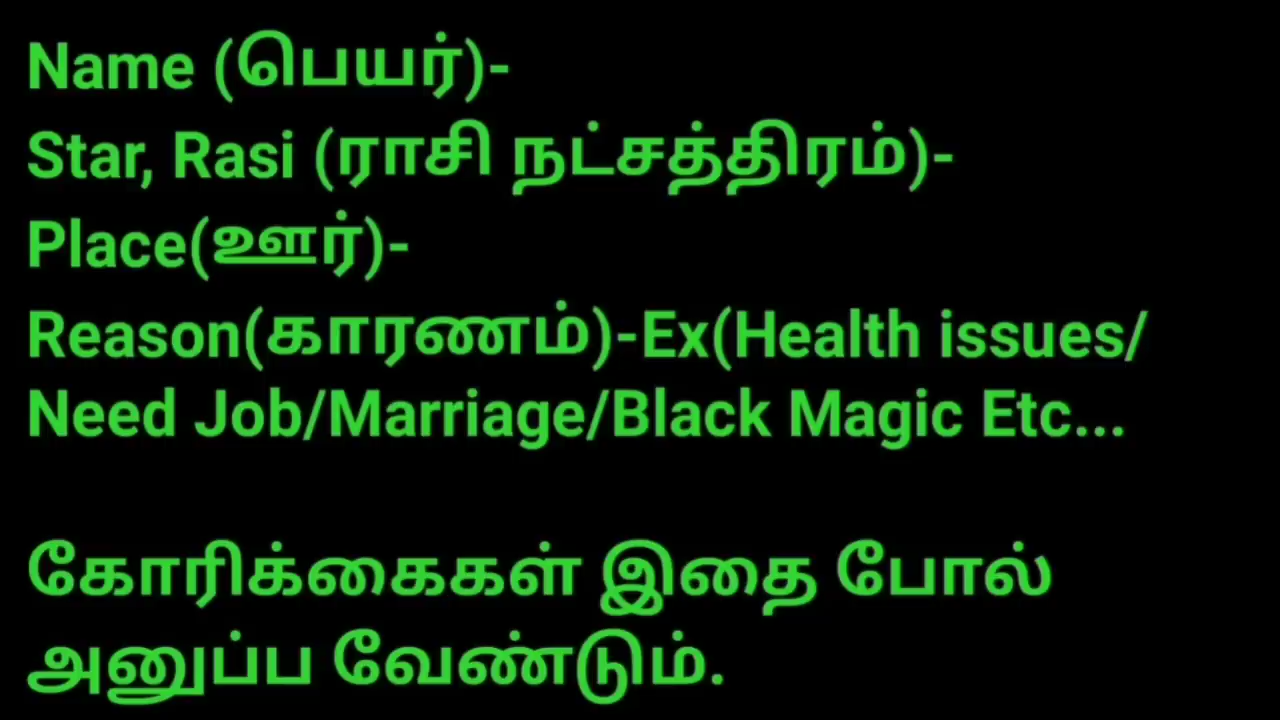 Name (பெயர்)-
Star, Rasi (ராசி நட்சத்திரம்)-
Place(ஊர்)-
Reason(காரணம்)-Ex(Health issues/
Need Job/Marriage/Black Magic Etc...
கோரிக்கைகள் இதை போல்
அனுப்ப வேண்டும்.